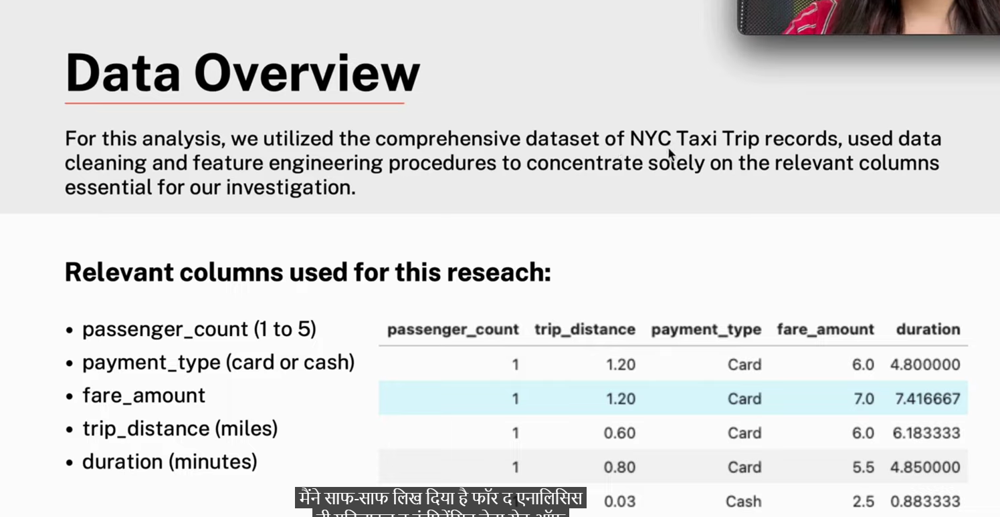 Data Overview
For this analysis, we utilized the comprehensive dataset of NYC Taxi Trip records, used data
cleaning and feature engineering procedures to concentrate solely on the relevant columns
essential for our investigation.
Relevant columns used for this reseach:
• passenger_count (1 to 5)
• payment_type (card or cash)
• fare_amount
• trip_distance (miles)
• duration (minutes)
passenger_count trip_distance payment_type fare_amount duration
1 1.20 Card 6.0 4.800000
1 1.20 Card 7.0 7.416667
1 0.60 Card 6.0 6.183333
1 0.80 Card 5.5 4.850000
0.03 Cash 2.5 0.883333
मैंने साफ-साफ लिख दिया है फॉर द एनालिसिस